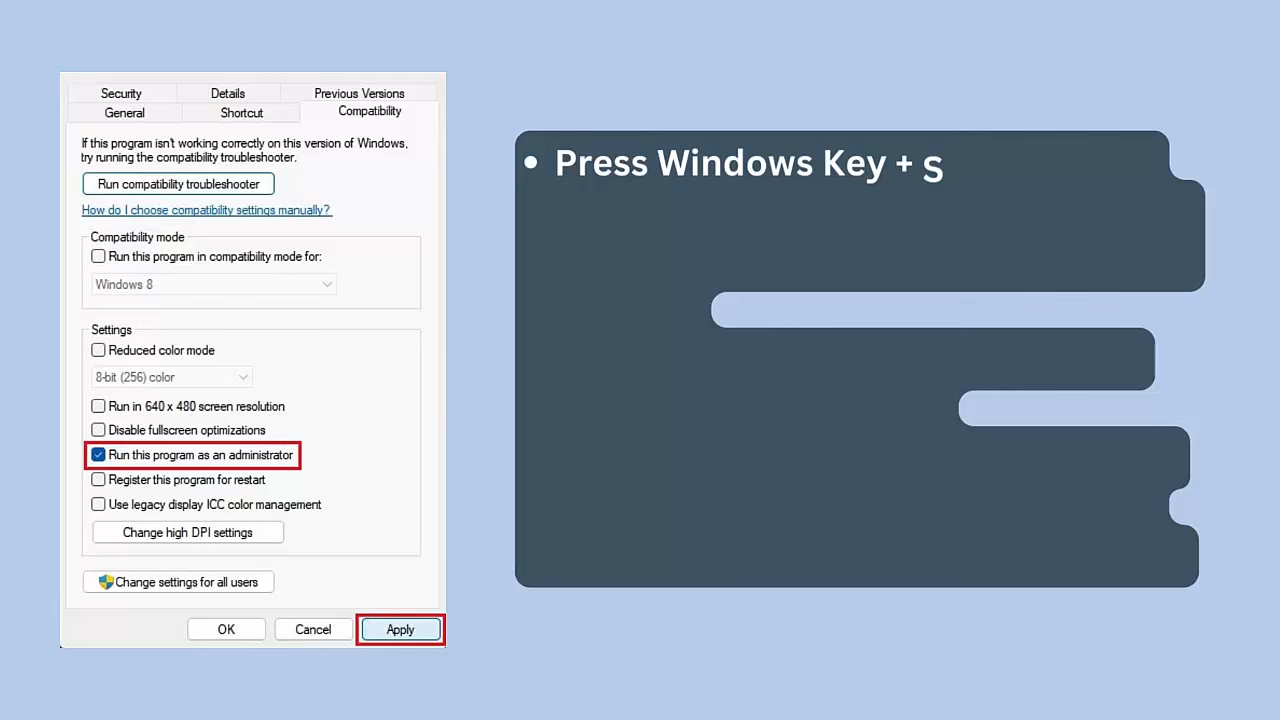 Security Details Previous Versions
General Shortcut Compatibility
If this program isn't working correctly on this version of Windows,
try running the compatibility troubleshooter.
Run compatibility troubleshooter
How do I choose compatibility settings manually?
Compatibility mode
Run this program in compatibility mode for:
Windows 8
Settings
Reduced color mode
8-bit (256) color
Run in 640 x 480 screen resolution
Disable fullscreen optimizations
Run this program as an administrator
Register this program for restart
Use legacy display ICC color management
Change high DPI settings
Change settings for all users
OK Cancel Apply
• Press Windows Key + S